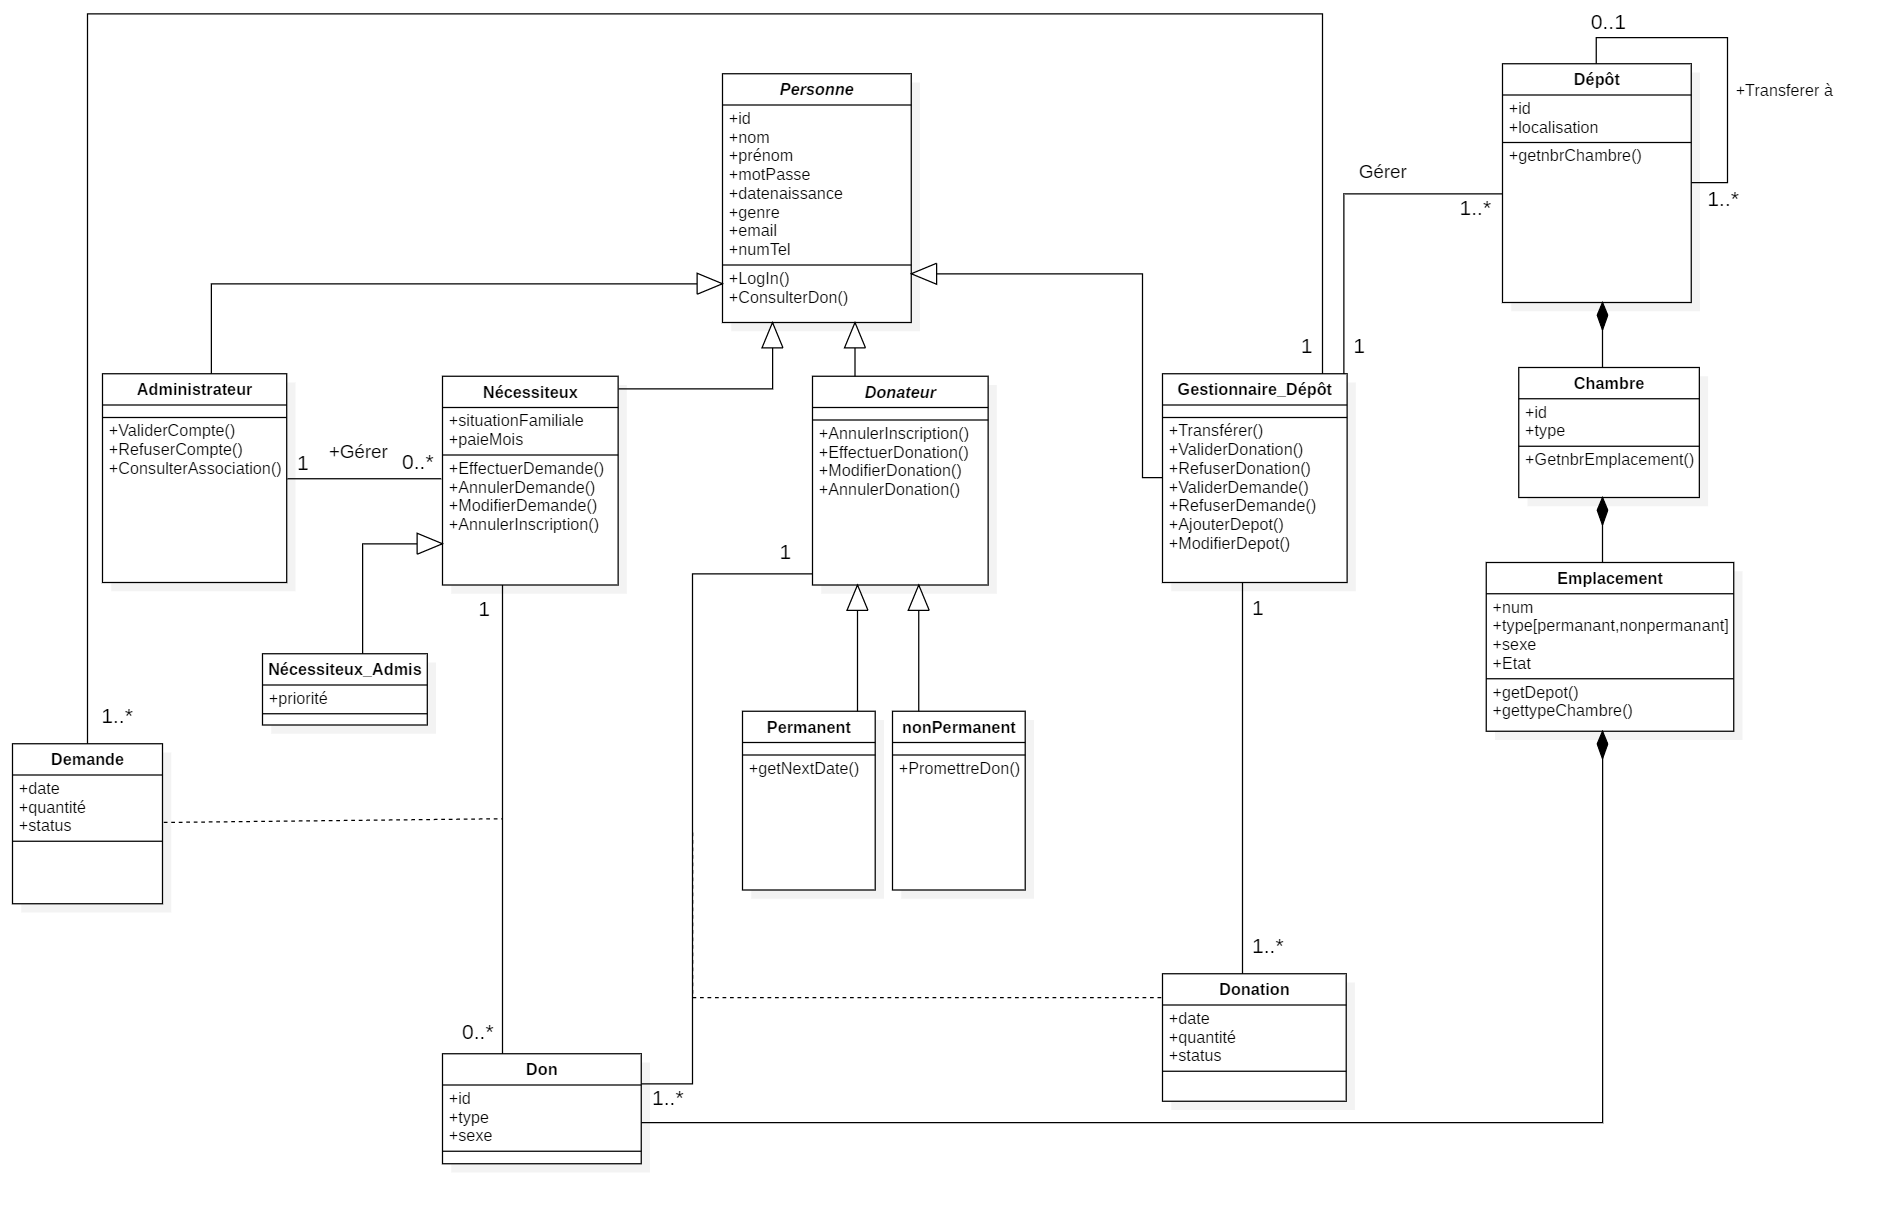 0..1
+Transferer à
Dépôt
+id
+localisation
+getnbrChambre()
1..*
Gérer
1..*
1
1
Personne
+id
+nom
+prénom
+motPasse
+datenaissance
+genre
+email
+numTel
+LogIn()
+ConsulterDon()
Administrateur
+ValiderCompte()
+RefuserCompte()
+ConsulterAssociation()
1
+Gérer
0..*
Nécessiteux
+situationFamiliale
+paieMois
+EffectuerDemande()
+AnnulerDemande()
+ModifierDemande()
+AnnulerInscription()
1
Donateur
+AnnulerInscription()
+EffectuerDonation()
+ModifierDonation()
+AnnulerDonation()
1
Gestionnaire_Dépôt
+Transférer()
+ValiderDonation()
+RefuserDonation()
+ValiderDemande()
+RefuserDemande()
+AjouterDepot()
+ModifierDepot()
1
Chambre
+id
+type
+GetnbrEmplacement()
Emplacement
+num
+type[permanant,nonpermanant]
+sexe
+Etat
+getDepot()
+gettypeChambre()
Nécessiteux_Admis
+priorité
1..*
Demande
+date
+quantité
+status
Permanent
+getNextDate()
nonPermanent
+PromettreDon()
1..*
Donation
+date
+quantité
+status
0..*
Don
+id
+type
+sexe
1..*